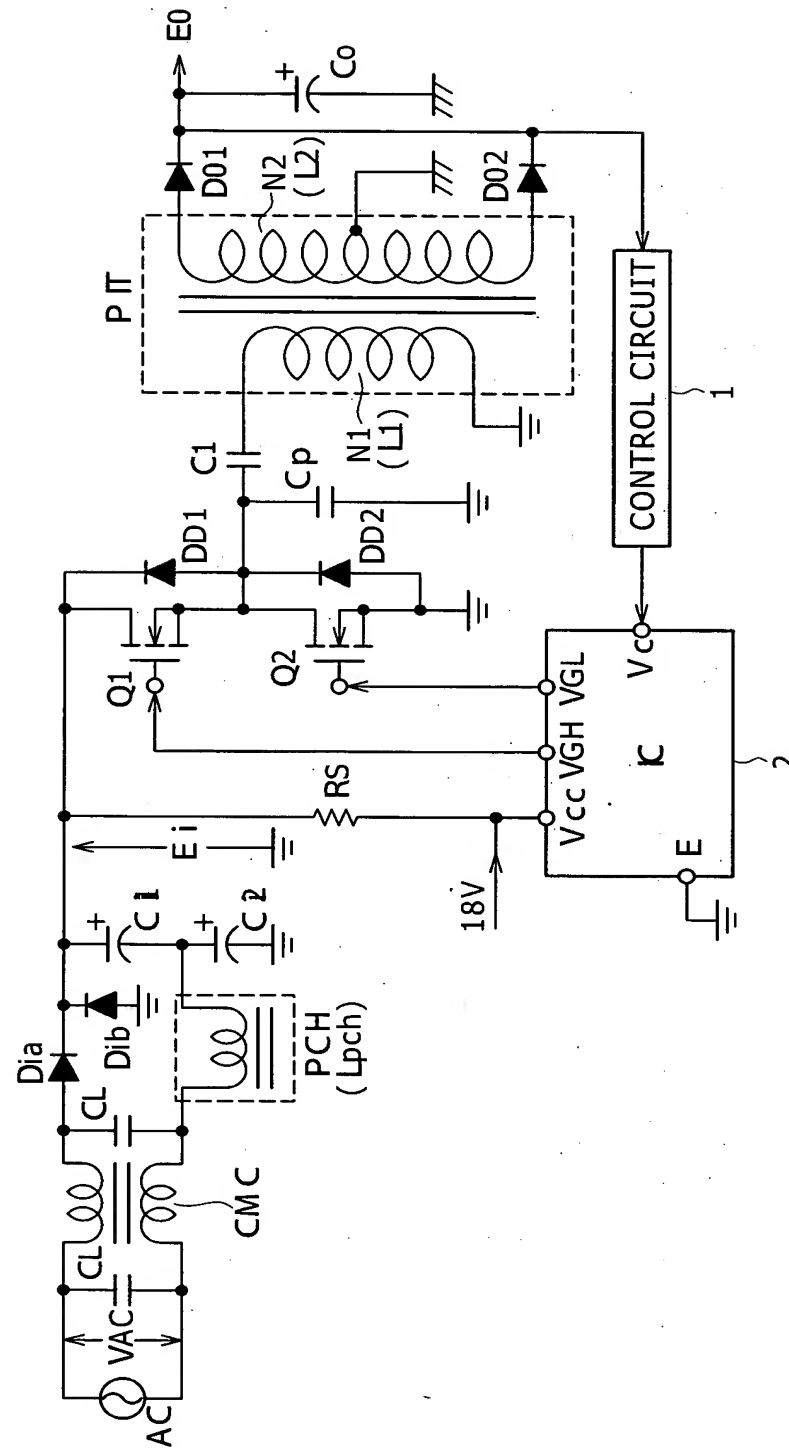 AC
VAC
CL
CMC
CL
Dia
Dib
PCH
(Lpch)
Ei
RS
18V
Q1
Q2
DD1
DD2
Cp
C1
PIT
N1
(L1)
N2
(L2)
D01
D02
E0
Co
+
+
+
Vcc
VGH
VGL
Vc
E
2
CONTROL CIRCUIT
1